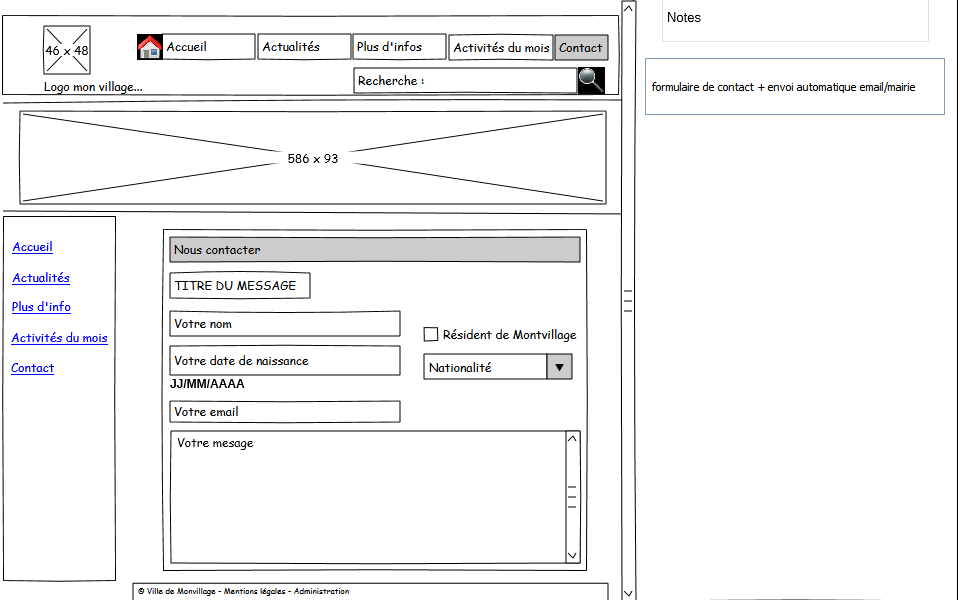 Notes
46 x 48
Accueil
Actualités
Plus d'infos
Activités du mois
Contact
Logo mon village...
Recherche :
formulaire de contact + envoi automatique email/mairie
586 x 93
Accueil
Actualités
Plus d'info
Activités du mois
Contact
Nous contacter
TITRE DU MESSAGE
Votre nom
Résident de Montvillage
Votre date de naissance
Nationalité
JJ/MM/AAAA
Votre email
Votre mesage
© Ville de Monvillage - Mentions légales - Administration